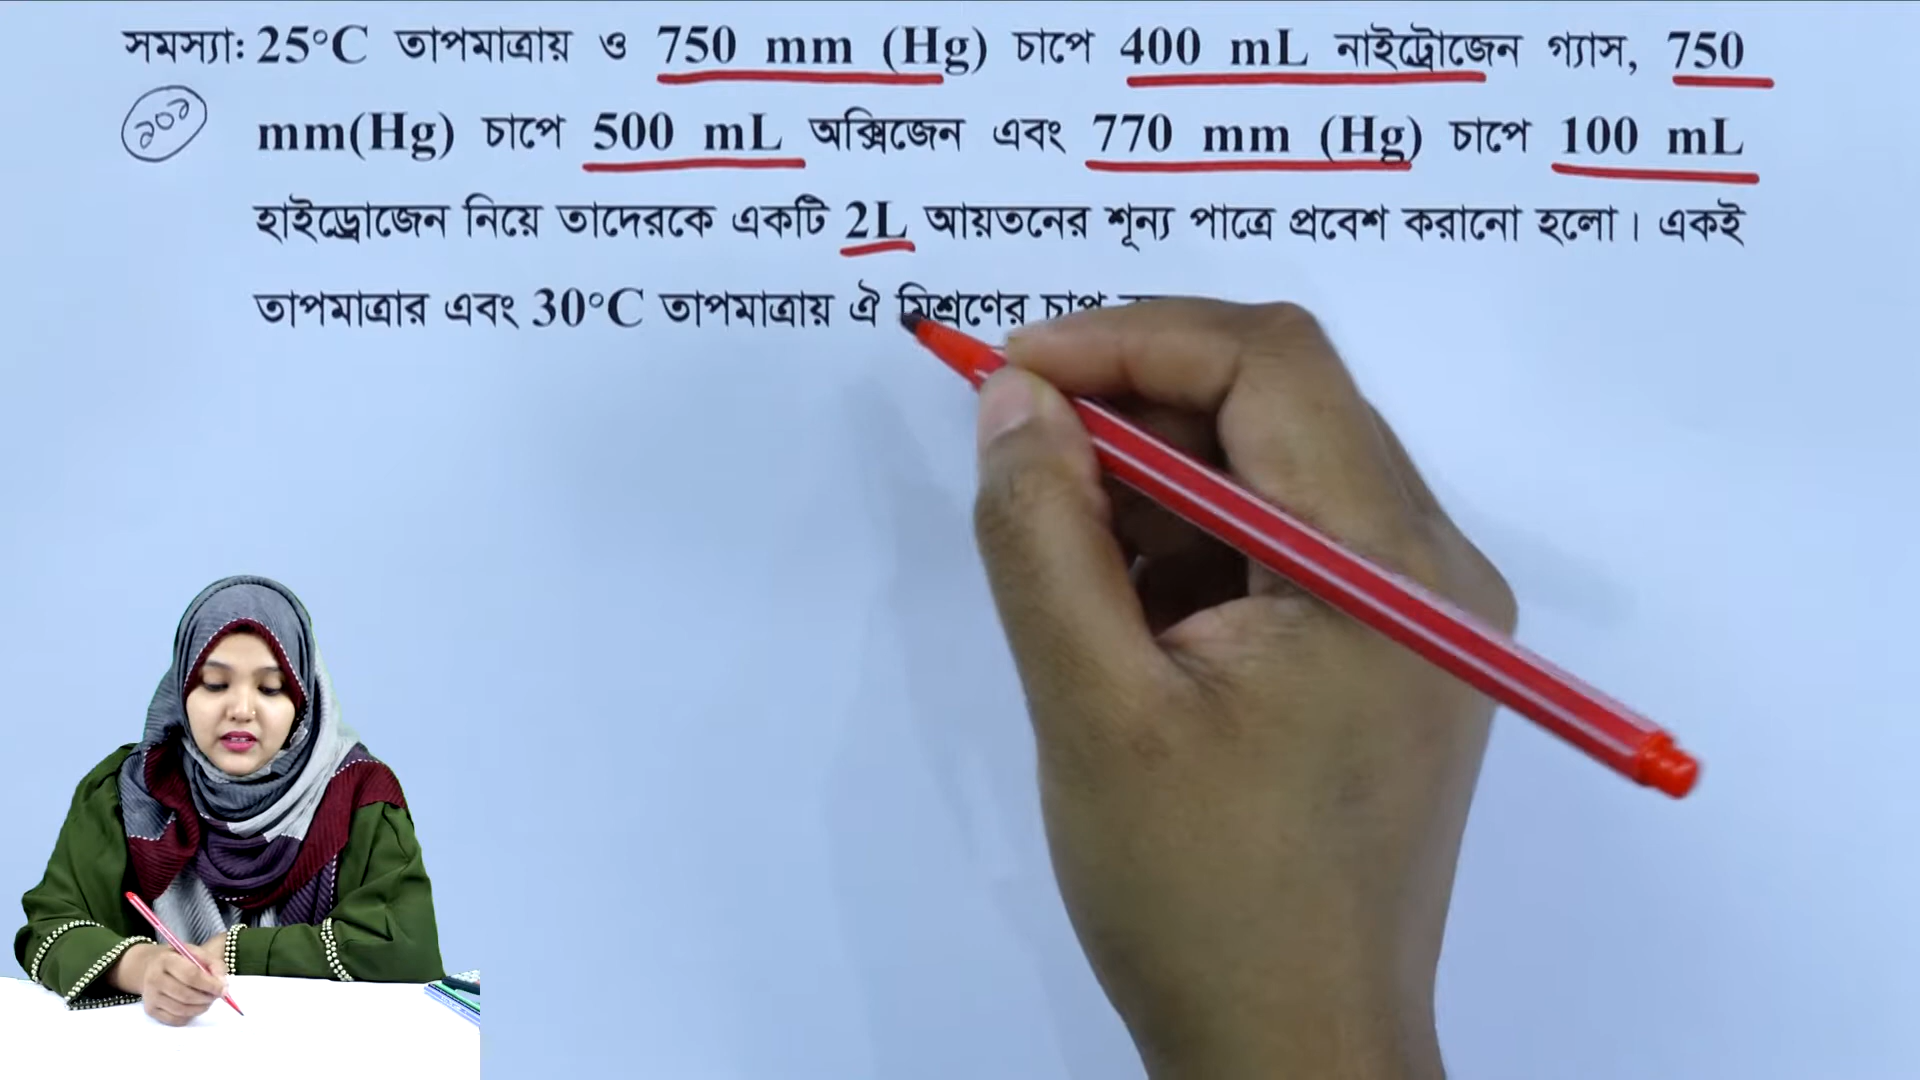 সমস্যা: 25°C তাপমাত্রায় ও 750 mm (Hg) চাপে 400 mL নাইট্রোজেন গ্যাস, 750
২০১
mm(Hg) চাপে 500 mL অক্সিজেন এবং 770 mm (Hg) চাপে 100 mL
হাইড্রোজেন নিয়ে তাদেরকে একটি 2L আয়তনের শূন্য পাত্রে প্রবেশ করানো হলো। একই
তাপমাত্রার এবং 30°C তাপমাত্রায় ঐ মিশ্রণের চাপ